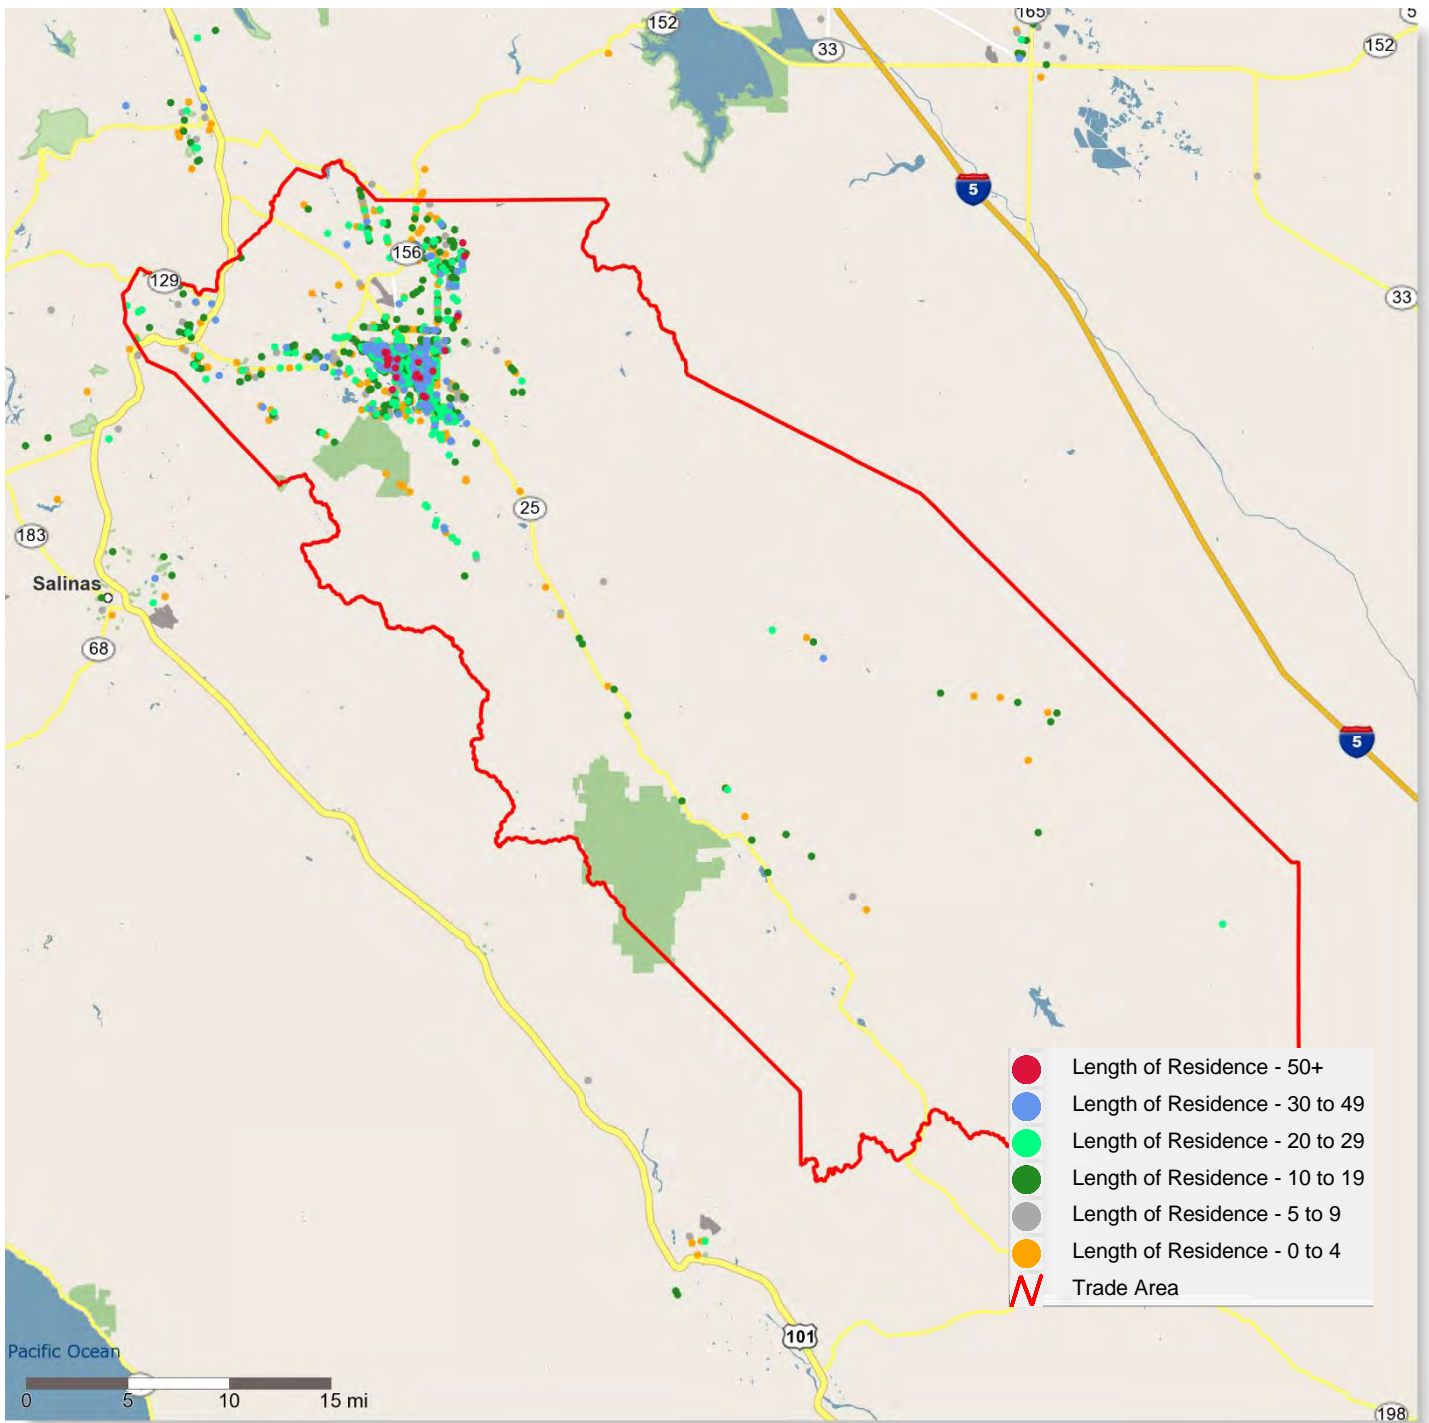 165
5
152
33
152
5
156
129
33
25
183
Salinas
68
5
Length of Residence - 50+
Length of Residence - 30 to 49
Length of Residence - 20 to 29
Length of Residence - 10 to 19
Length of Residence - 5 to 9
Length of Residence - 0 to 4
Trade Area
101
Pacific Ocean
0 5 10 15 mi
198